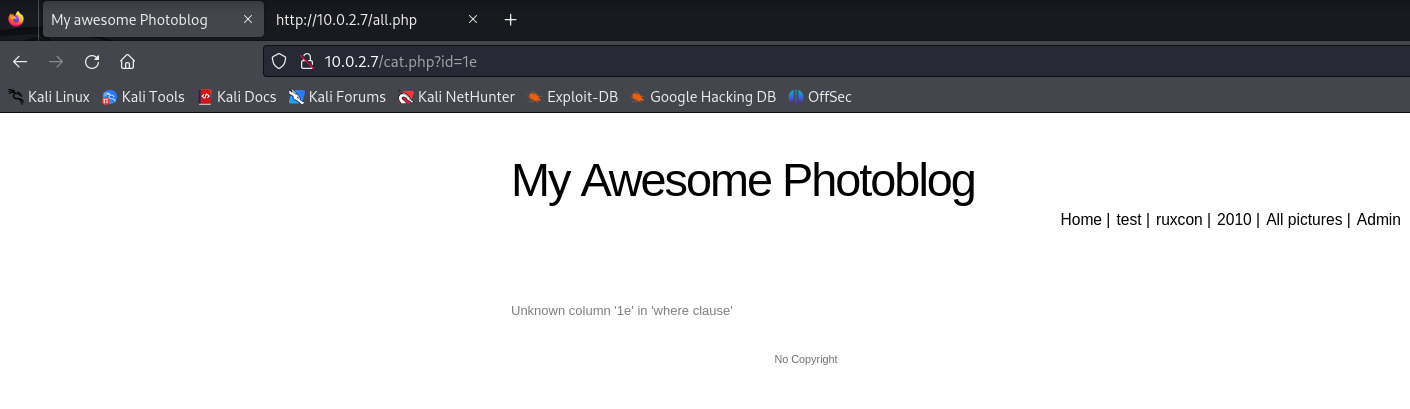 My awesome Photoblog
http://10.0.2.7/all.php
10.0.2.7/cat.php?id=1e
Kali Linux Kali Tools Kali Docs Kali Forums Kali NetHunter Exploit-DB Google Hacking DB OffSec
My Awesome Photoblog
Home | test | ruxcon | 2010 | All pictures | Admin
Unknown column '1e' in 'where clause'
No Copyright